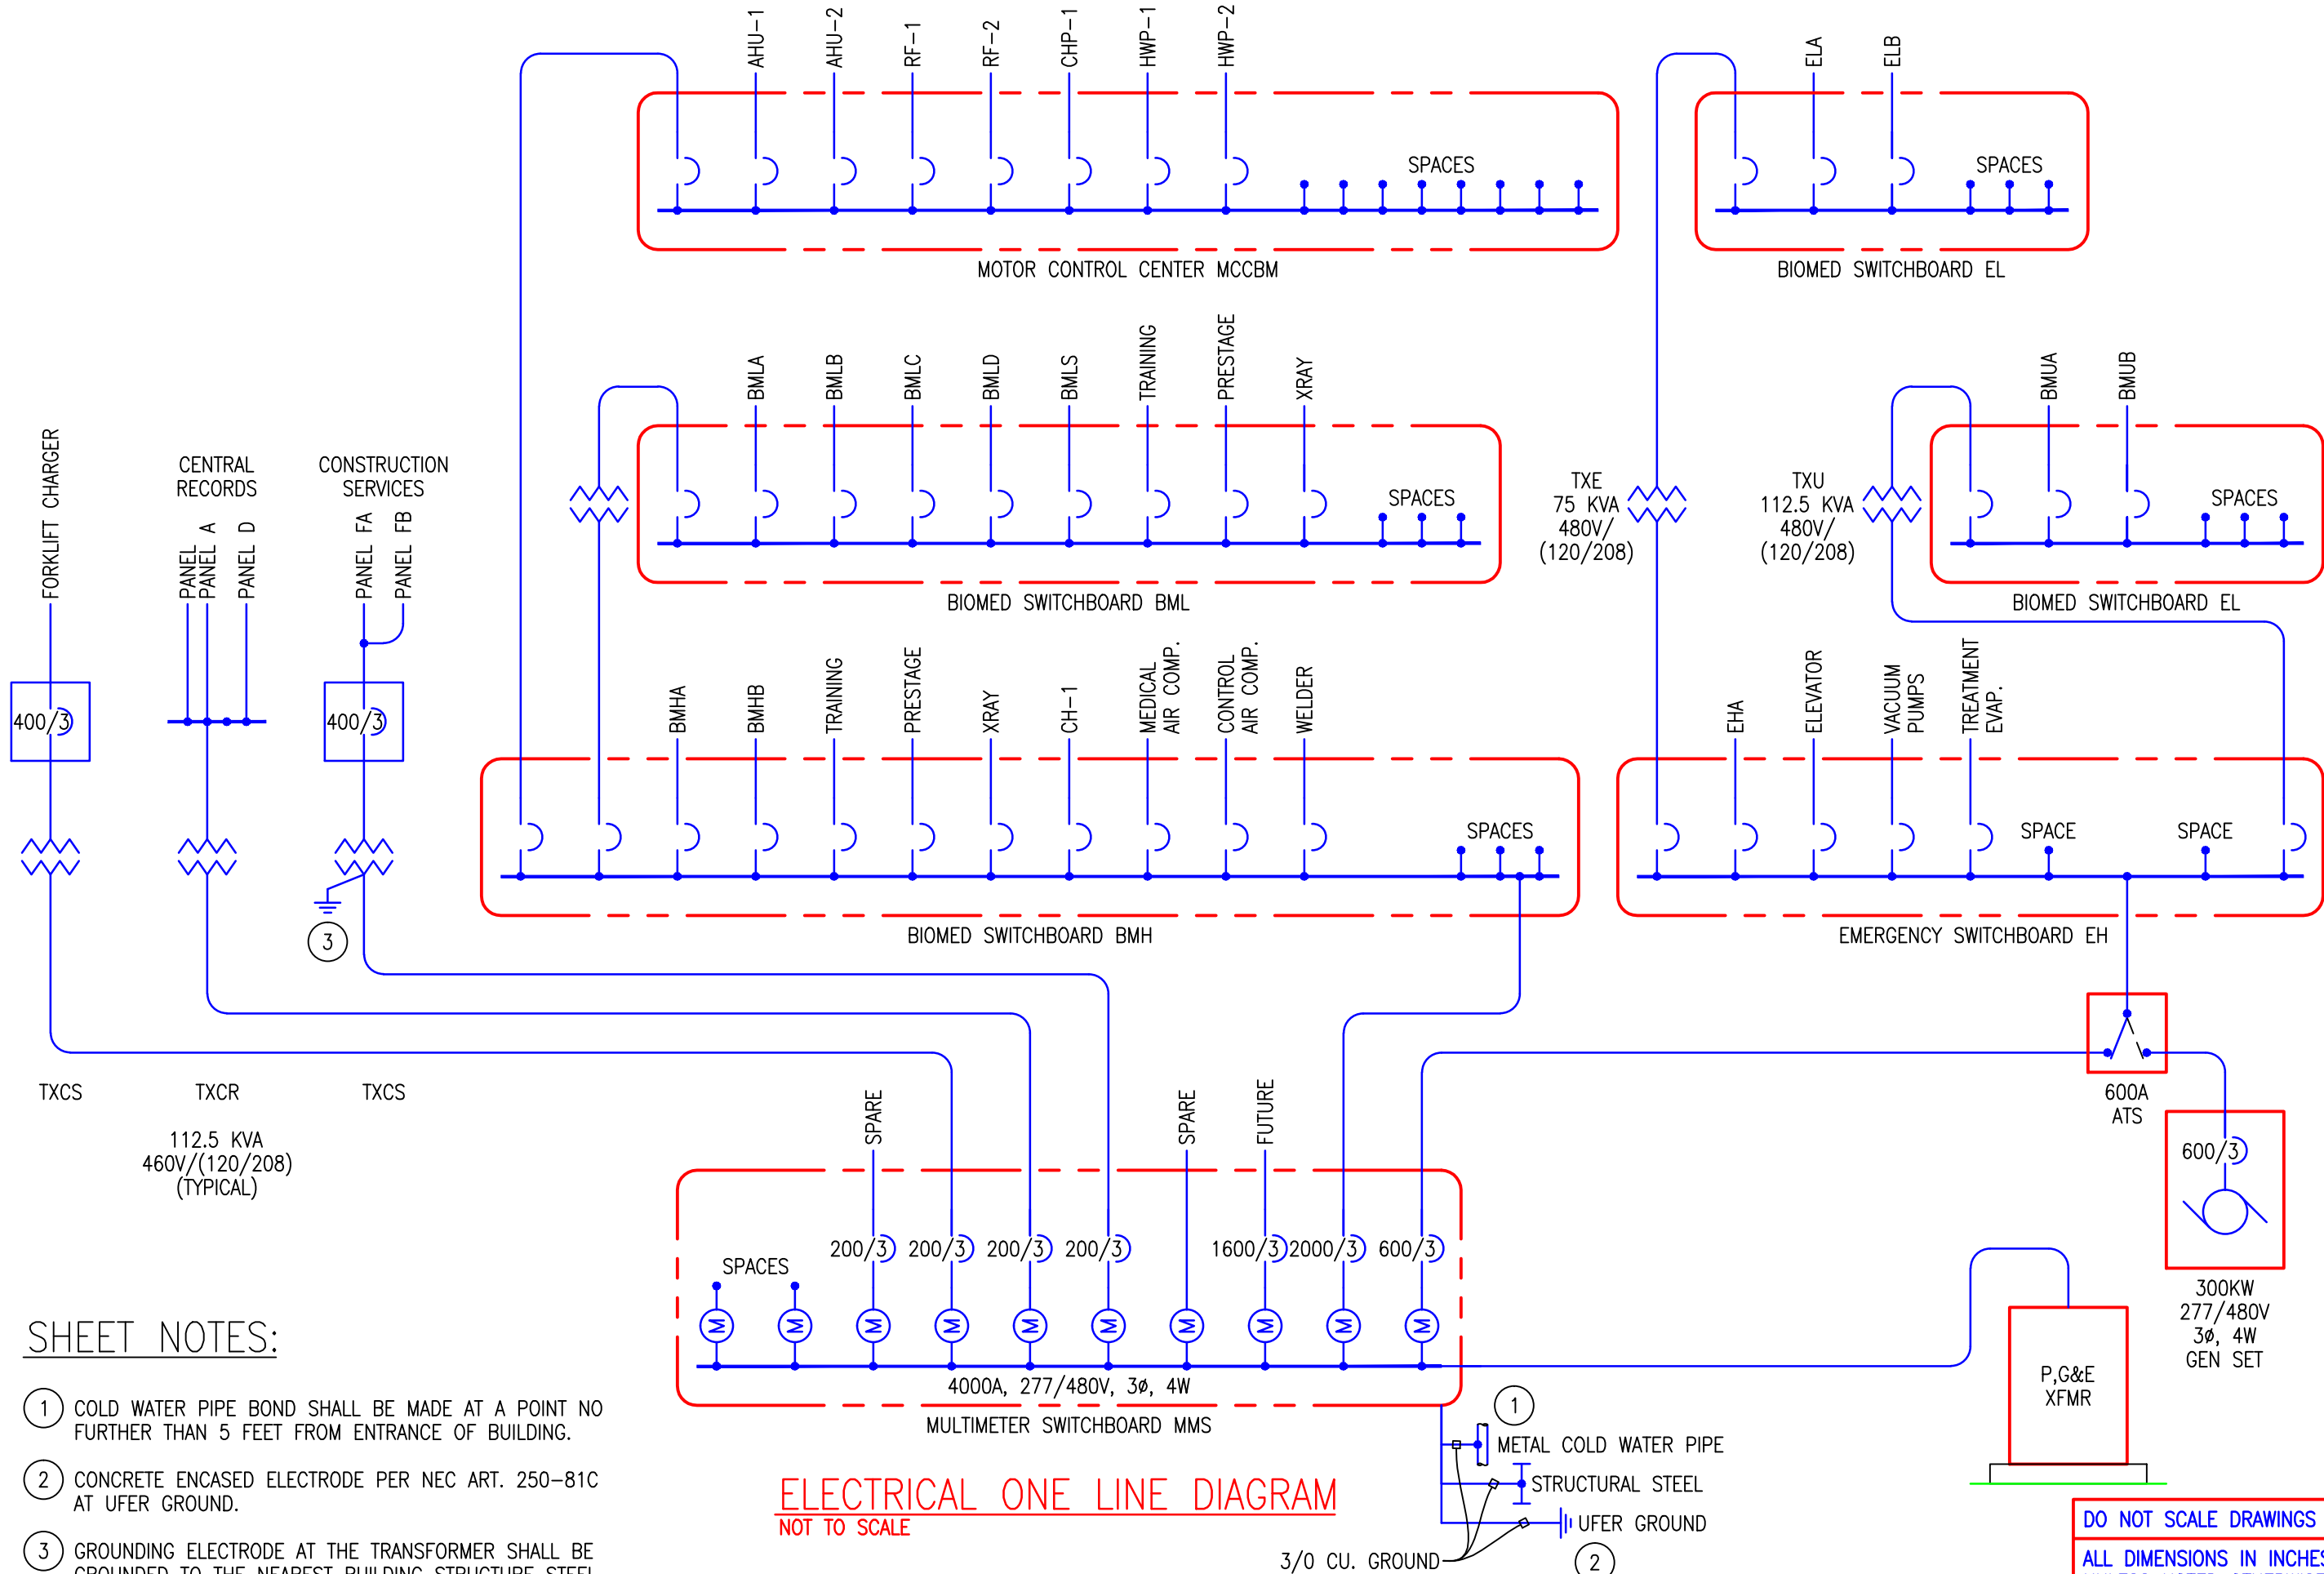 AHU-1
AHU-2
RF-1
RF-2
CHP-1
HWP-1
HWP-2
SPACES
MOTOR CONTROL CENTER MCCBM
ELA
ELB
SPACES
BIOMED SWITCHBOARD EL
BMLA
BMLB
BMLC
BMLD
BMLS
TRAINING
PRESTAGE
XRAY
SPACES
BIOMED SWITCHBOARD BML
TXE
75 KVA
480V/
(120/208)
TXU
112.5 KVA
480V/
(120/208)
BMUA
BMUB
SPACES
BIOMED SWITCHBOARD EL
FORKLIFT CHARGER
400/3
CENTRAL
RECORDS
PANEL
PANEL A
PANEL D
CONSTRUCTION
SERVICES
PANEL FA
PANEL FB
400/3
3
BMHA
BMHB
TRAINING
PRESTAGE
XRAY
CH-1
MEDICAL
AIR COMP.
CONTROL
AIR COMP.
WELDER
SPACES
BIOMED SWITCHBOARD BMH
EHA
ELEVATOR
VACUUM
PUMPS
TREATMENT
EVAP.
SPACE
SPACE
EMERGENCY SWITCHBOARD EH
600A
ATS
600/3
300KW
277/480V
3ø, 4W
GEN SET
TXCS
TXCR
TXCS
112.5 KVA
460V/(120/208)
(TYPICAL)
SPARE
SPARE
FUTURE
SPACES
200/3
200/3
200/3
200/3
1600/3
2000/3
600/3
M
M
M
M
M
M
M
M
M
M
4000A, 277/480V, 3ø, 4W
MULTIMETER SWITCHBOARD MMS
P,G&E
XFMR
1
METAL COLD WATER PIPE
STRUCTURAL STEEL
UFER GROUND
2
3/0 CU. GROUND
SHEET NOTES:
1 COLD WATER PIPE BOND SHALL BE MADE AT A POINT NO
FURTHER THAN 5 FEET FROM ENTRANCE OF BUILDING.
2 CONCRETE ENCASED ELECTRODE PER NEC ART. 250-81C
AT UFER GROUND.
3 GROUNDING ELECTRODE AT THE TRANSFORMER SHALL BE
GROUNDED TO THE NEAREST BUILDING STRUCTURE STEEL
ELECTRICAL ONE LINE DIAGRAM
NOT TO SCALE
DO NOT SCALE DRAWINGS
ALL DIMENSIONS IN INCHES